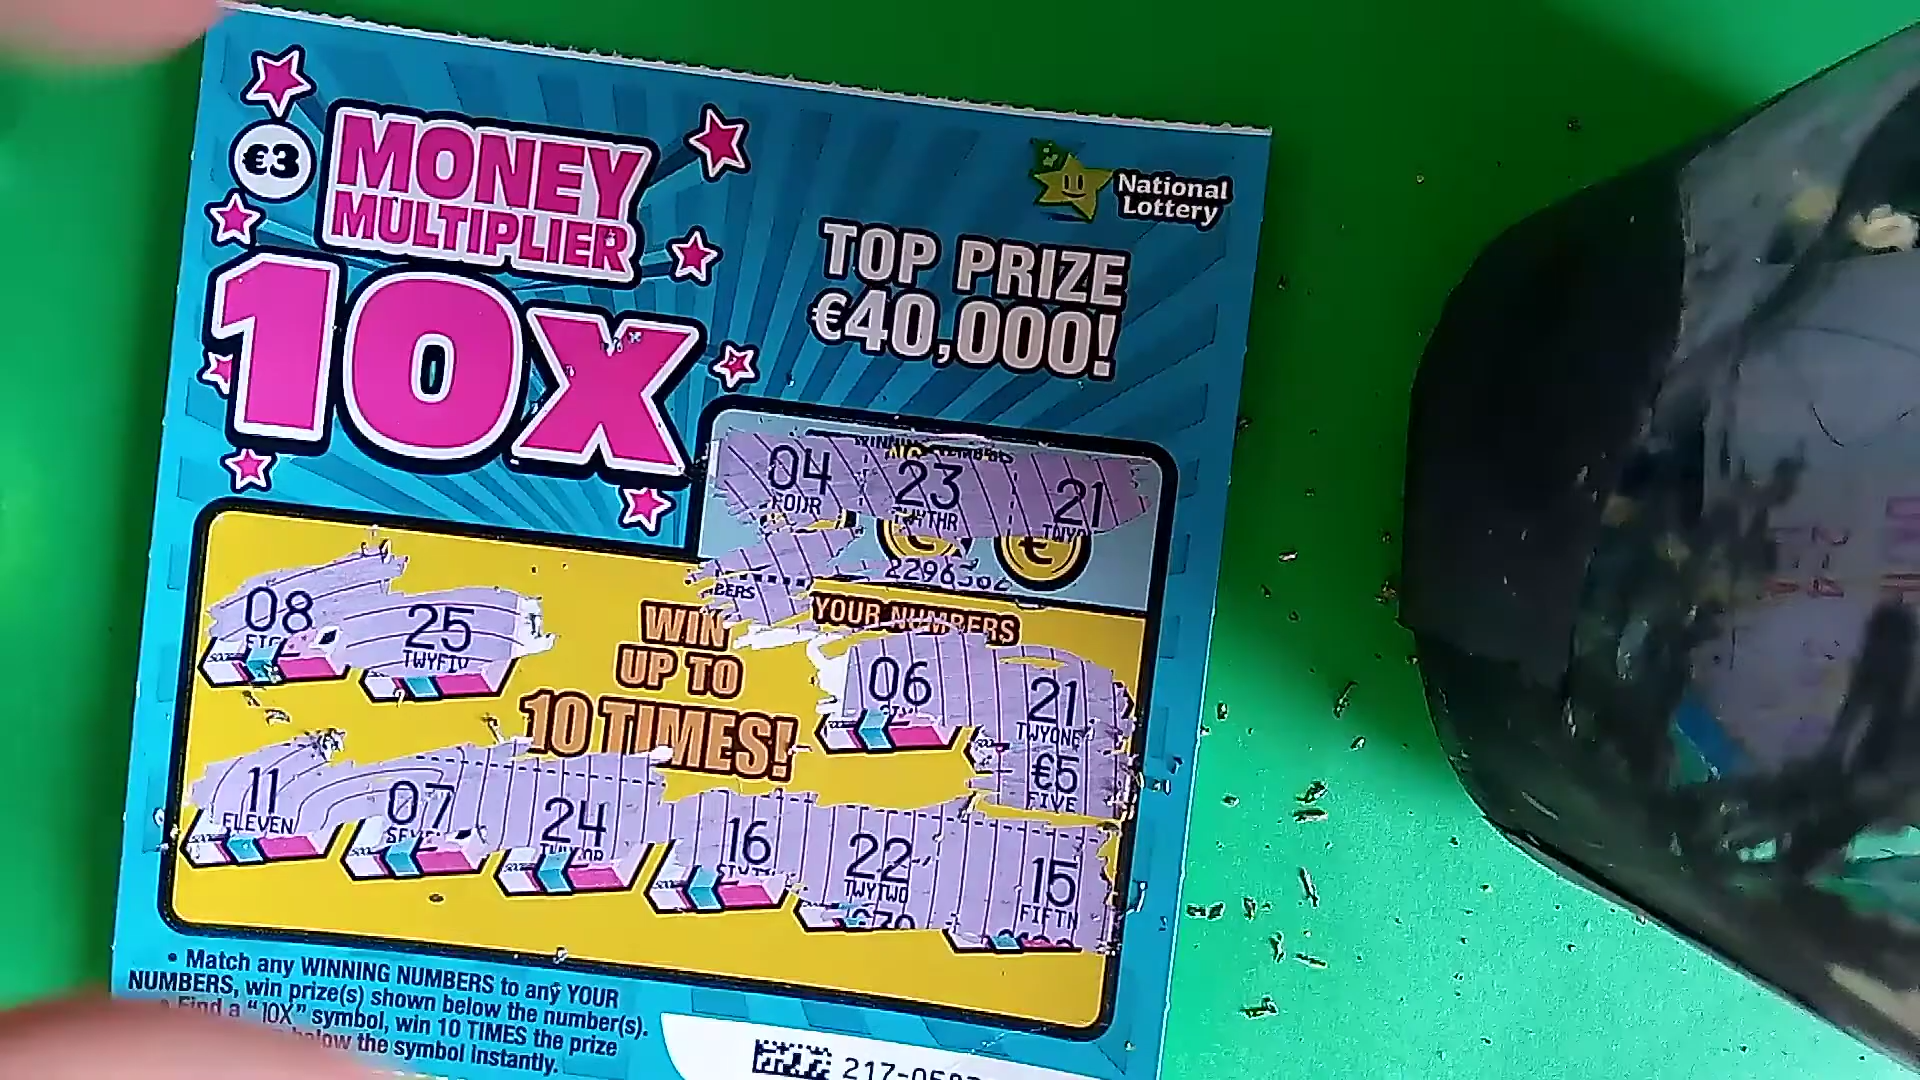 €3
MONEY
MULTIPLIER
10X
National
Lottery
TOP PRIZE
€40,000!
04 23 21
FOUR
YOUR NUMBERS
08 25
TWYFIV
WIN
UP TO
10 TIMES!
06 21
TWYONE
€5
FIVE
11 07 24 16 22 15
ELEVEN
TWYTWO
FIFTN
• Match any WINNING NUMBERS to any YOUR
NUMBERS, win prize(s) shown below the number(s).
Find a "10X" symbol, win 10 TIMES the prize
the symbol instantly.